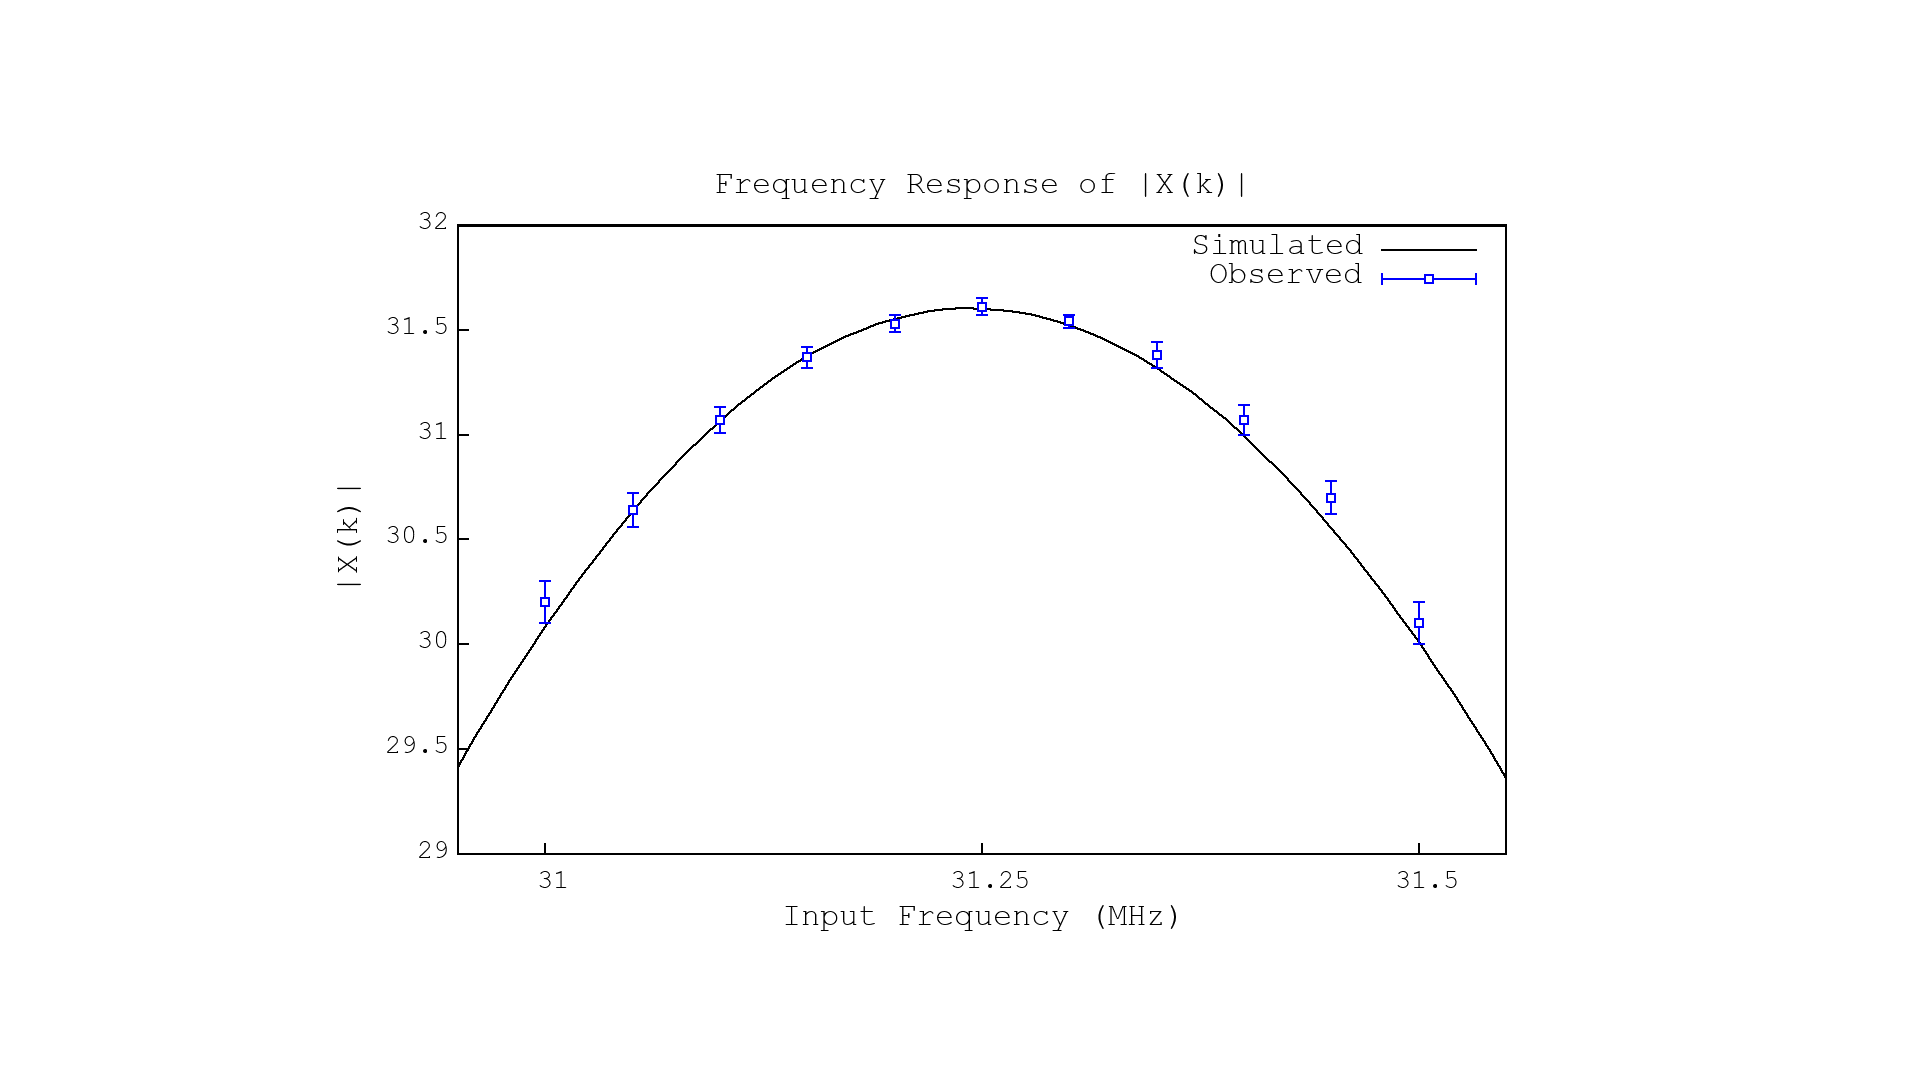 Frequency Response of |X(k)|
Simulated
Observed
32
31.5
31
30.5
30
29.5
29
|X(k)|
31 31.25 31.5
Input Frequency (MHz)